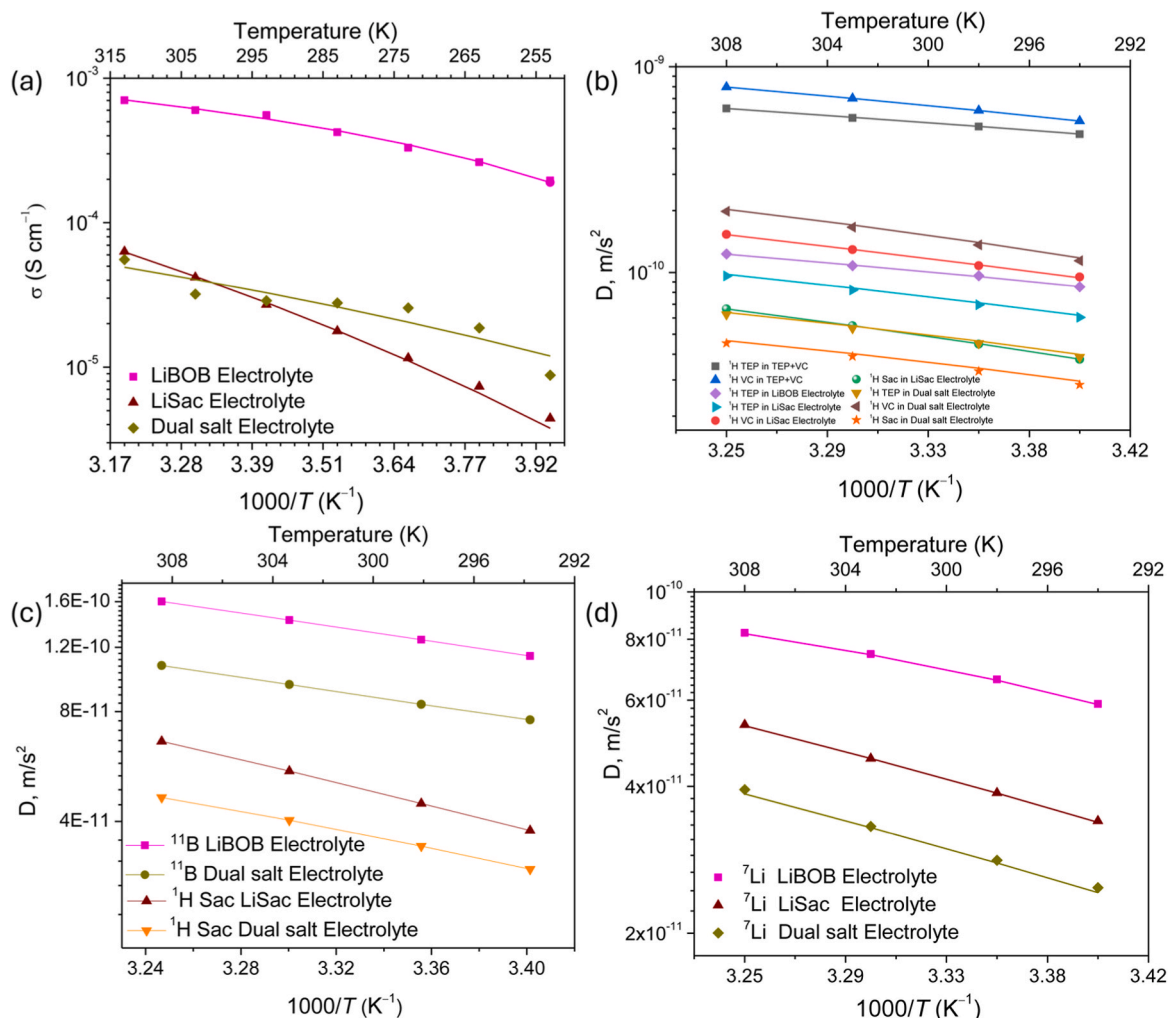 (a)
Temperature (K)
315 305 295 285 275 265 255
10⁻³
10⁻⁴
10⁻⁵
σ (S cm⁻¹)
LiBOB Electrolyte
LiSac Electrolyte
Dual salt Electrolyte
3.17 3.28 3.41 3.51 3.64 3.77 3.92
1000/T (K⁻¹)
(b)
Temperature (K)
308 304 300 296 292
10⁻⁹
10⁻¹⁰
D, m/s²
¹H TEP in TEP+VC
¹H VC in TEP+VC
¹H TEP in LiBOB Electrolyte
¹H TEP in LiSac Electrolyte
¹H VC in LiSac Electrolyte
¹H Sac in LiSac Electrolyte
¹H TEP in Dual salt Electrolyte
¹H VC in Dual salt Electrolyte
¹H Sac in Dual salt Electrolyte
3.25 3.29 3.33 3.38 3.42
1000/T (K⁻¹)
(c)
Temperature (K)
308 304 300 296 292
1.6E-10
1.2E-10
8E-11
4E-11
D, m/s²
¹¹B LiBOB Electrolyte
¹¹B Dual salt Electrolyte
¹H Sac LiSac Electrolyte
¹H Sac Dual salt Electrolyte
3.24 3.28 3.32 3.36 3.40
1000/T (K⁻¹)
(d)
Temperature (K)
308 304 300 296 292
10⁻¹⁰
8x10⁻¹¹
6x10⁻¹¹
4x10⁻¹¹
2x10⁻¹¹
D, m/s²
⁷Li LiBOB Electrolyte
⁷Li LiSac Electrolyte
⁷Li Dual salt Electrolyte
3.25 3.29 3.33 3.38 3.42
1000/T (K⁻¹)